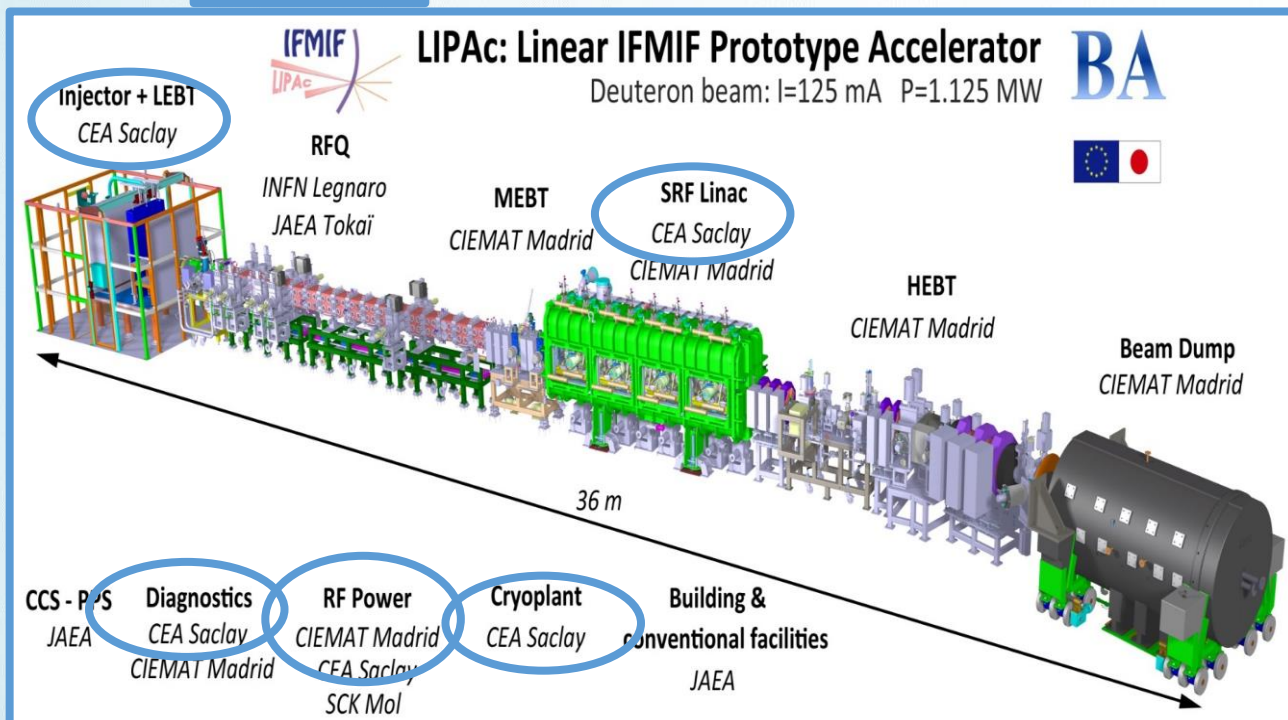 IFMIF
LIPAc
LIPAc: Linear IFMIF Prototype Accelerator
Deuteron beam: I=125 mA P=1.125 MW
BA
Injector + LEBT
CEA Saclay
RFQ
INFN Legnaro
JAEA Tokaï
MEBT
CIEMAT Madrid
SRF Linac
CEA Saclay
CIEMAT Madrid
HEBT
CIEMAT Madrid
Beam Dump
CIEMAT Madrid
36 m
CCS - PPS
JAEA
Diagnostics
CEA Saclay
CIEMAT Madrid
RF Power
CIEMAT Madrid
CEA Saclay
SCK Mol
Cryoplant
CEA Saclay
Building &
conventional facilities
JAEA